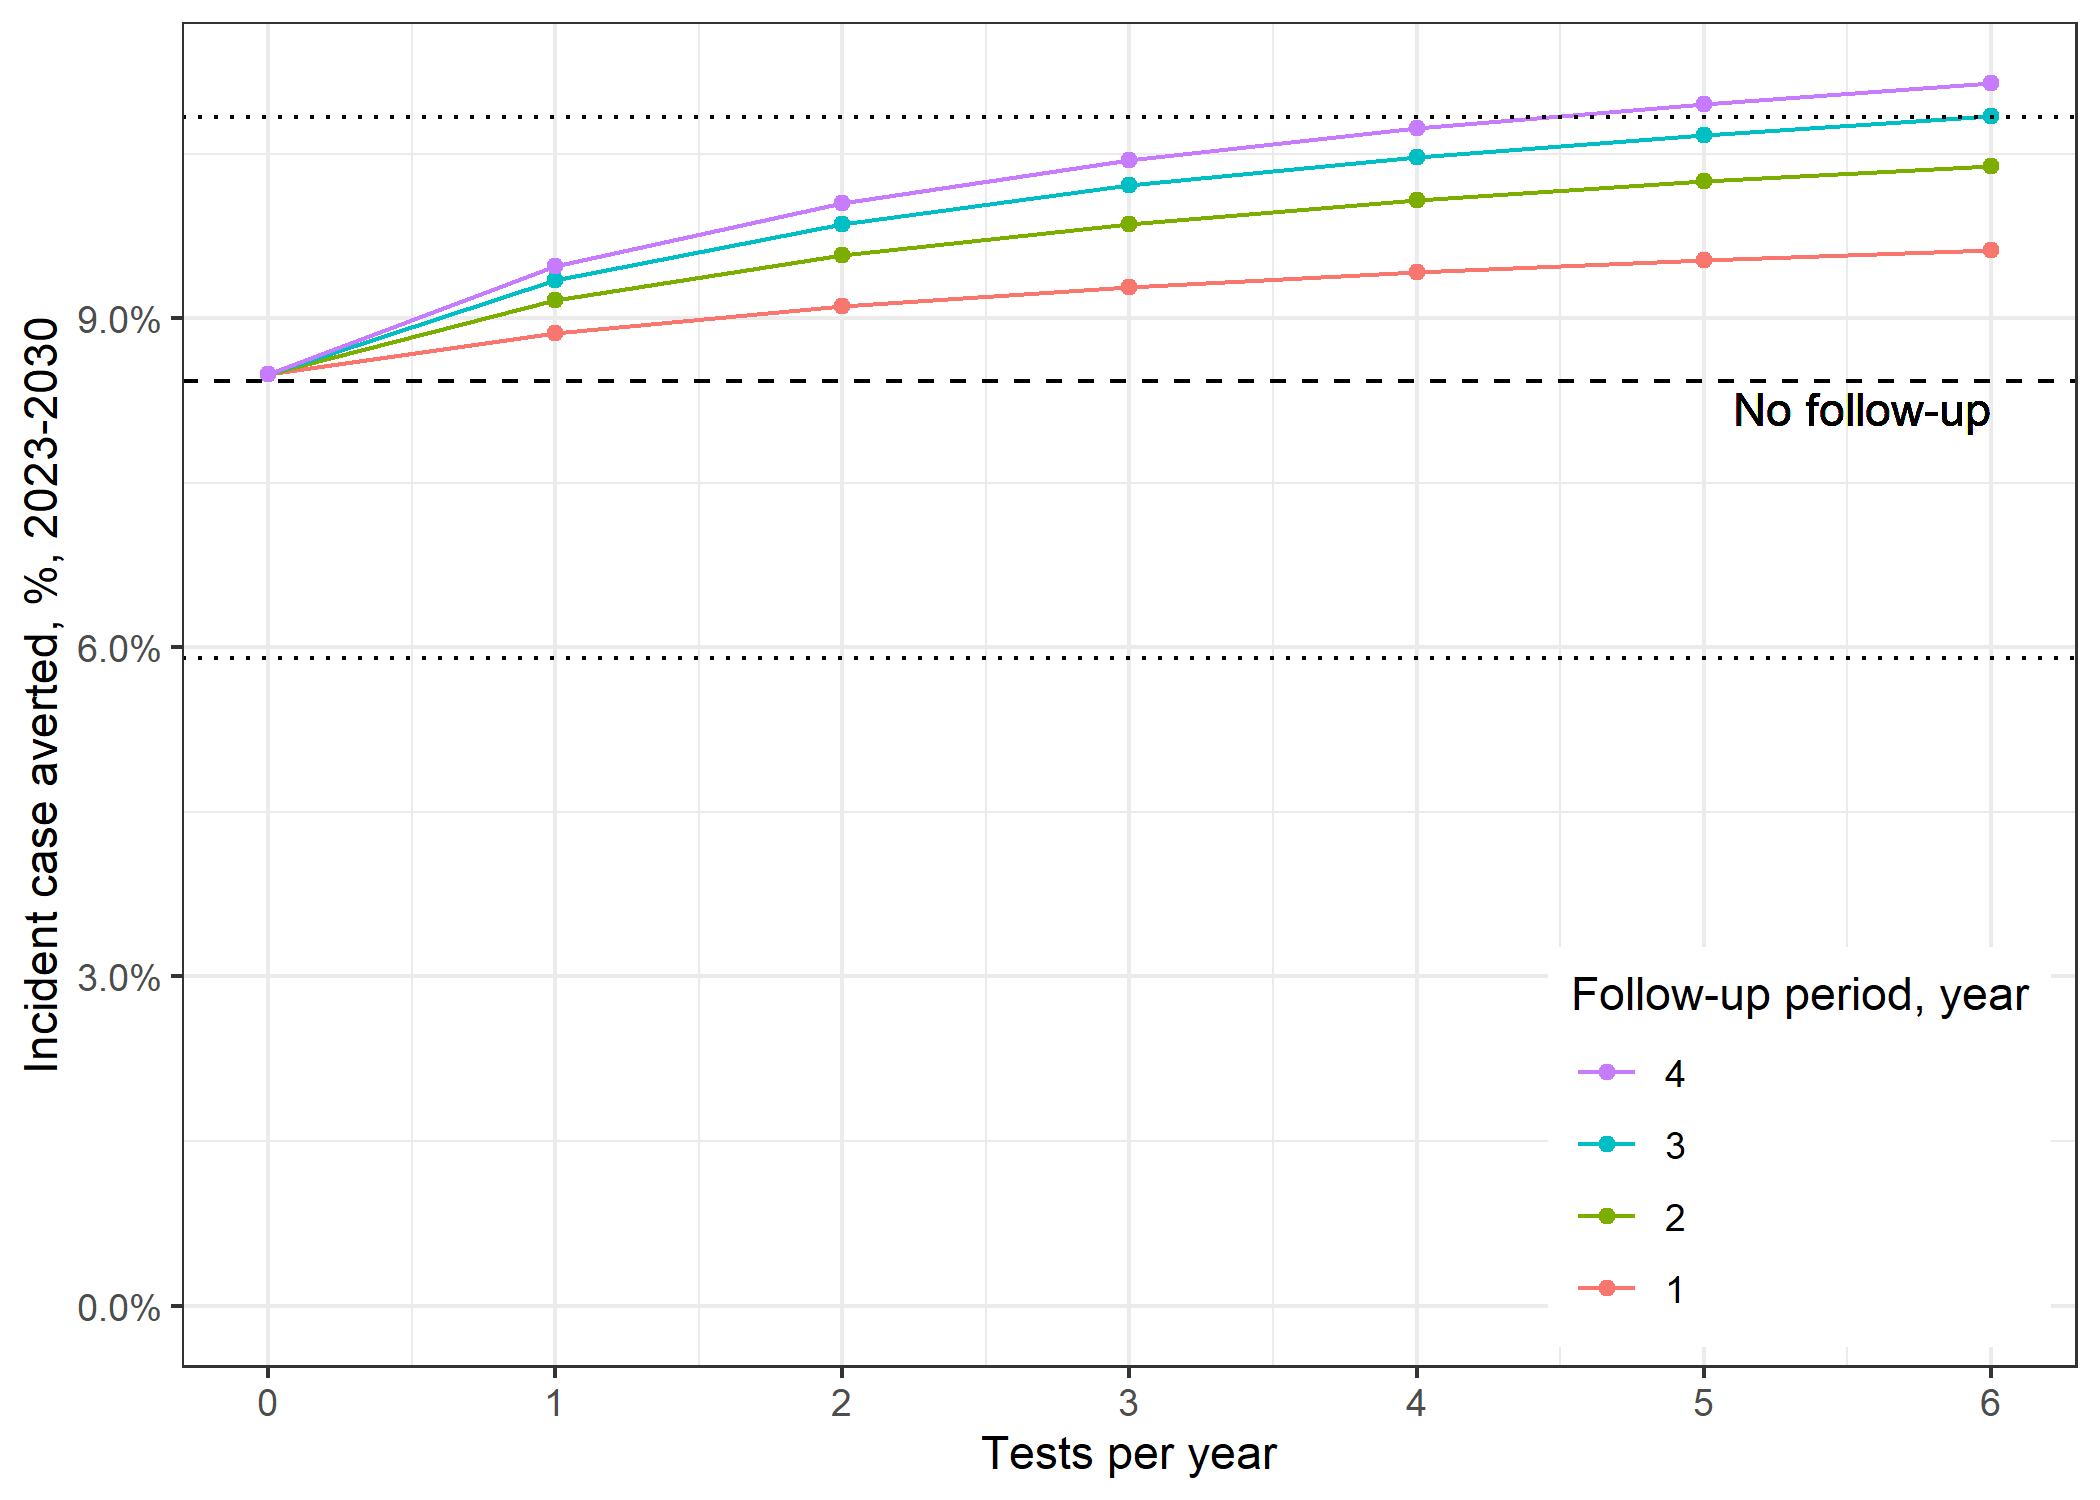 Incident case averted, %, 2023-2030
9.0%
6.0%
3.0%
0.0%
No follow-up
Follow-up period, year
4
3
2
1
0 1 2 3 4 5 6
Tests per year